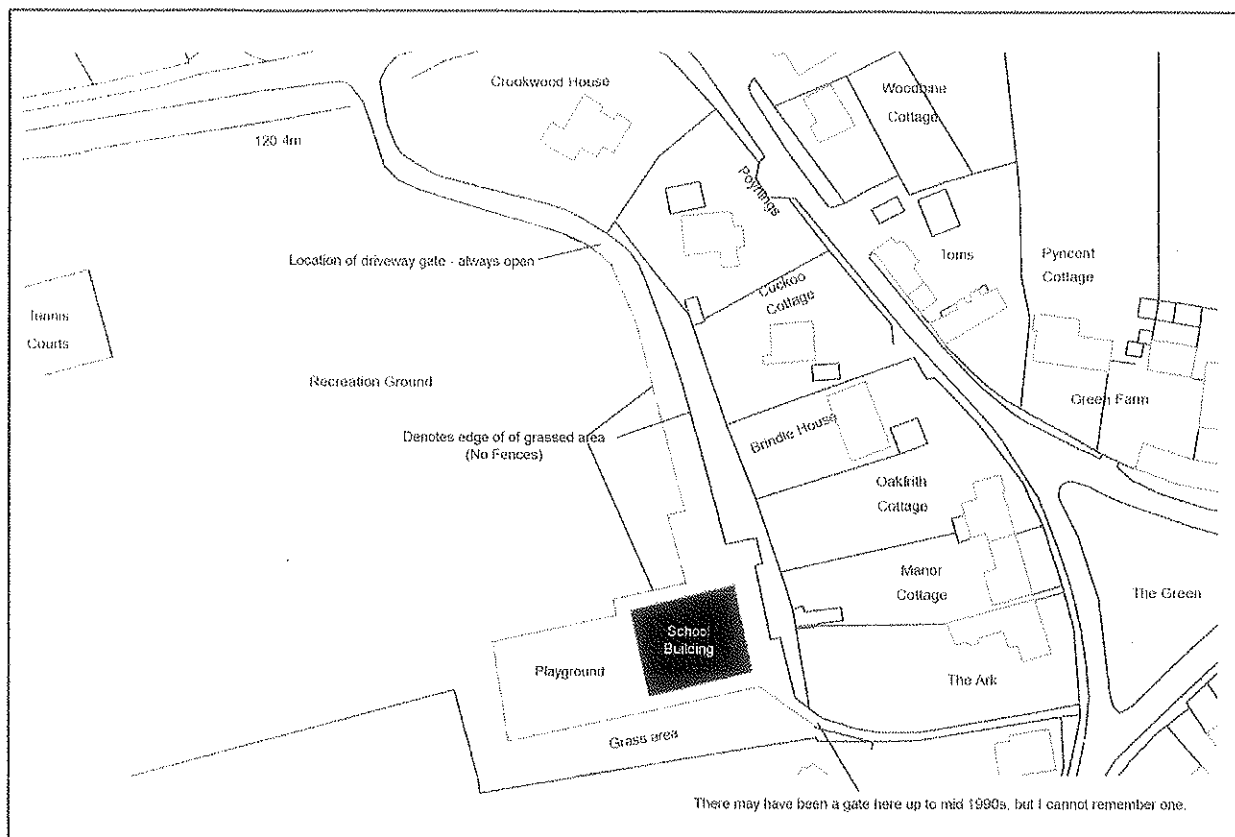 Crookwood House
Woodbine
Cottage
120.4m
Poynings
Location of driveway gate - always open
Toms
Pyncent
Cottage
Cuckoo
Cottage
Tennis
Courts
Recreation Ground
Green Farm
Denotes edge of of grassed area
(No Fences)
Brindle House
Oakfrith
Cottage
Manor
Cottage
The Green
School
Building
Playground
The Ark
Grass area
There may have been a gate here up to mid 1990s, but I cannot remember one.